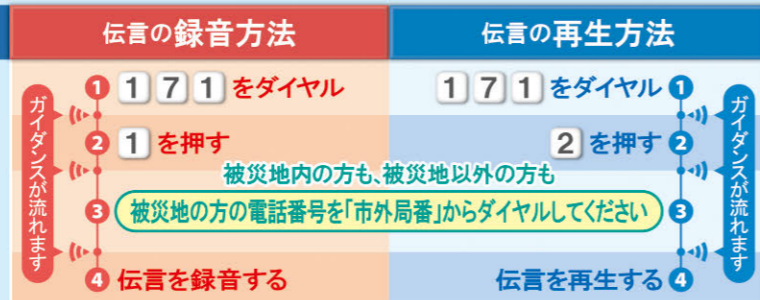 伝言の録音方法
伝言の再生方法
ガイダンスが流れます
1 171をダイヤル
171をダイヤル 1
2 1を押す
2を押す 2
被災地内の方も、被災地以外の方も
3 被災地の方の電話番号を「市外局番」からダイヤルしてください 3
4 伝言を録音する
伝言を再生する 4
ガイダンスが流れます